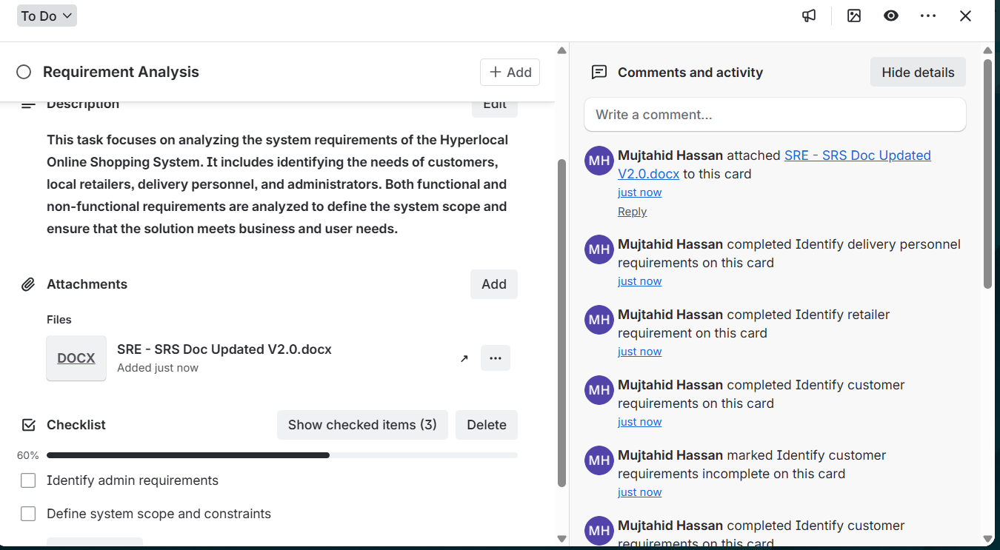 To Do
Requirement Analysis
Add
Description
Edit
This task focuses on analyzing the system requirements of the Hyperlocal
Online Shopping System. It includes identifying the needs of customers,
local retailers, delivery personnel, and administrators. Both functional and
non-functional requirements are analyzed to define the system scope and
ensure that the solution meets business and user needs.
Attachments
Add
Files
DOCX
SRE - SRS Doc Updated V2.0.docx
Added just now
Checklist
Show checked items (3)
Delete
60%
Identify admin requirements
Define system scope and constraints
Comments and activity
Hide details
Write a comment...
MH
Mujtahid Hassan attached SRE - SRS Doc Updated
V2.0.docx to this card
just now
Reply
MH
Mujtahid Hassan completed Identify delivery personnel
requirements on this card
just now
MH
Mujtahid Hassan completed Identify retailer
requirement on this card
just now
MH
Mujtahid Hassan completed Identify customer
requirements on this card
just now
MH
Mujtahid Hassan marked Identify customer
requirements incomplete on this card
just now
MH
Mujtahid Hassan completed Identify customer
requirements on this card